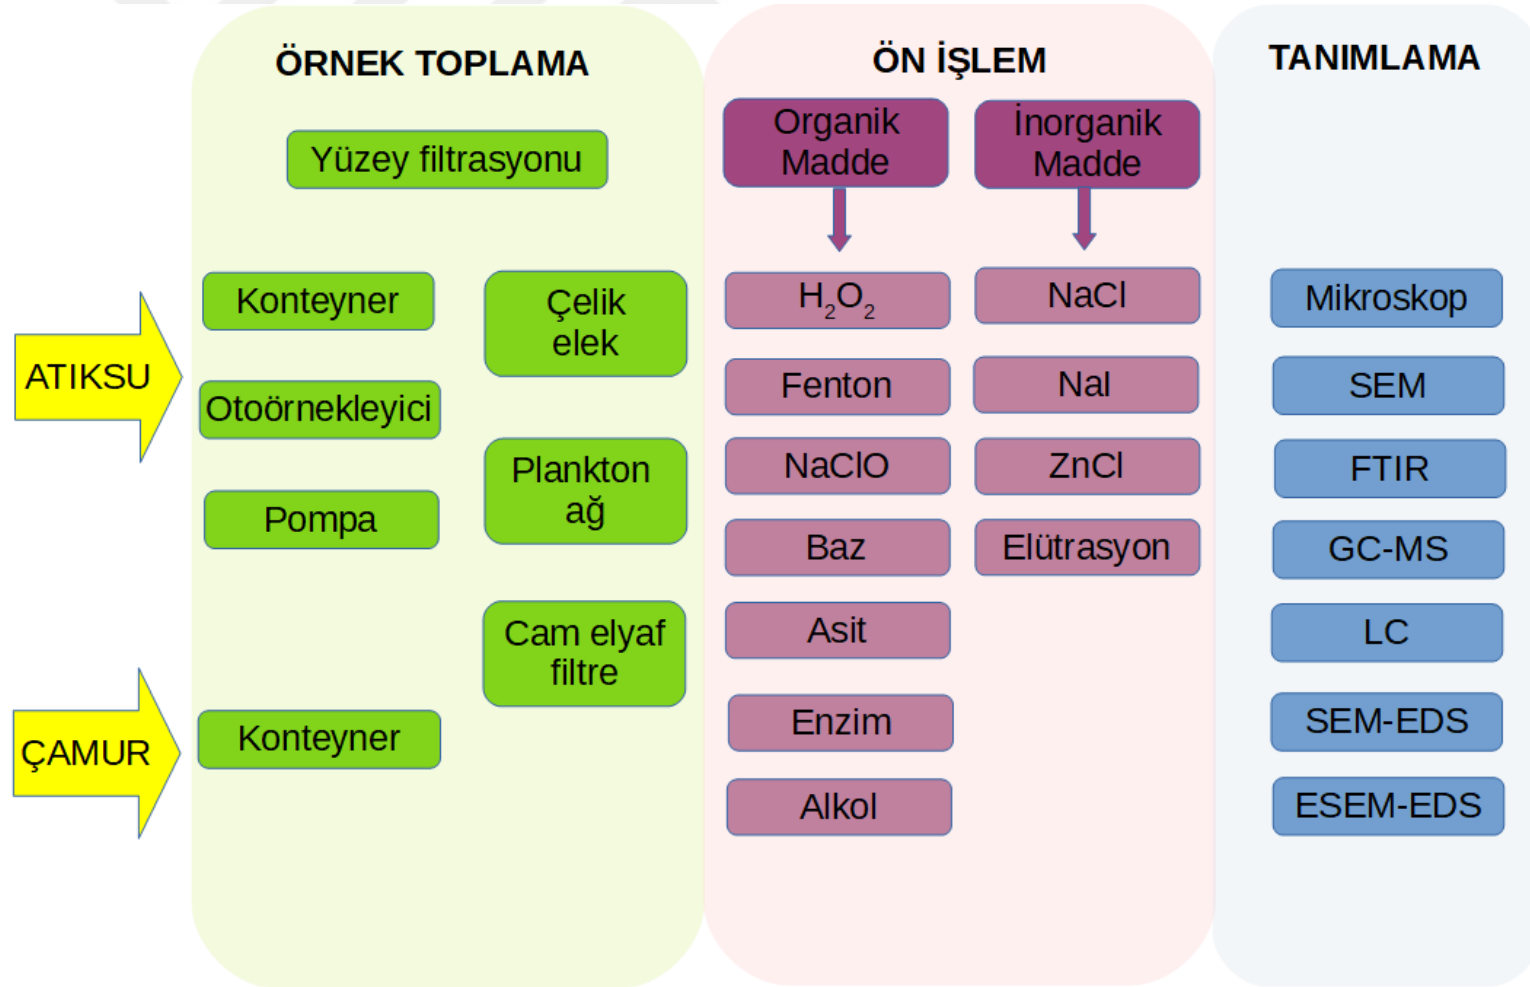 ÖRNEK TOPLAMA
Yüzey filtrasyonu
ATIKSU
Konteyner
Otoörnekleyici
Pompa
Çelik
elek
Plankton
ağ
Cam elyaf
filtre
ÇAMUR
Konteyner
ÖN İŞLEM
Organik
Madde
H₂O₂
Fenton
NaClO
Baz
Asit
Enzim
Alkol
İnorganik
Madde
NaCl
NaI
ZnCl
Elütrasyon
TANIMLAMA
Mikroskop
SEM
FTIR
GC-MS
LC
SEM-EDS
ESEM-EDS